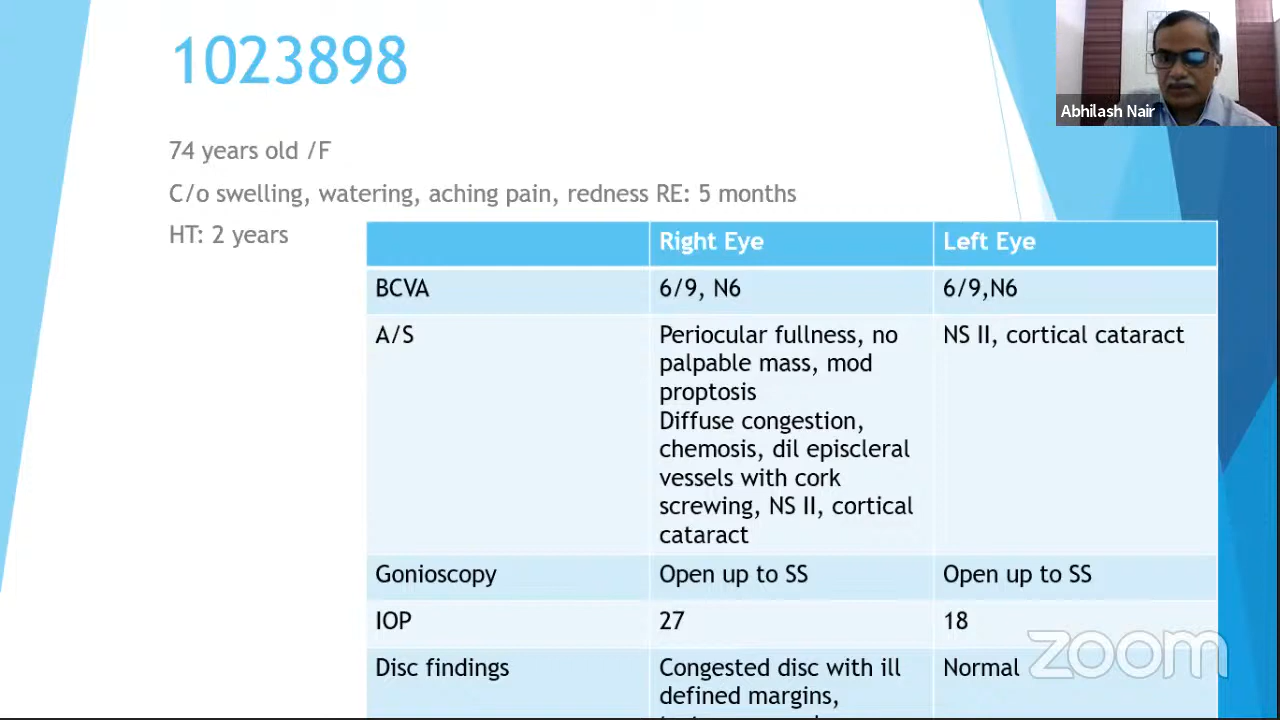 1023898
Abhilash Nair
74 years old /F
C/o swelling, watering, aching pain, redness RE: 5 months
HT: 2 years
Right Eye Left Eye
BCVA 6/9, N6 6/9,N6
A/S Periocular fullness, no NS II, cortical cataract
palpable mass, mod
proptosis
Diffuse congestion,
chemosis, dil episcleral
vessels with cork
screwing, NS II, cortical
cataract
Gonioscopy Open up to SS Open up to SS
IOP 27 18
Disc findings Congested disc with ill Normal
defined margins,
zoom